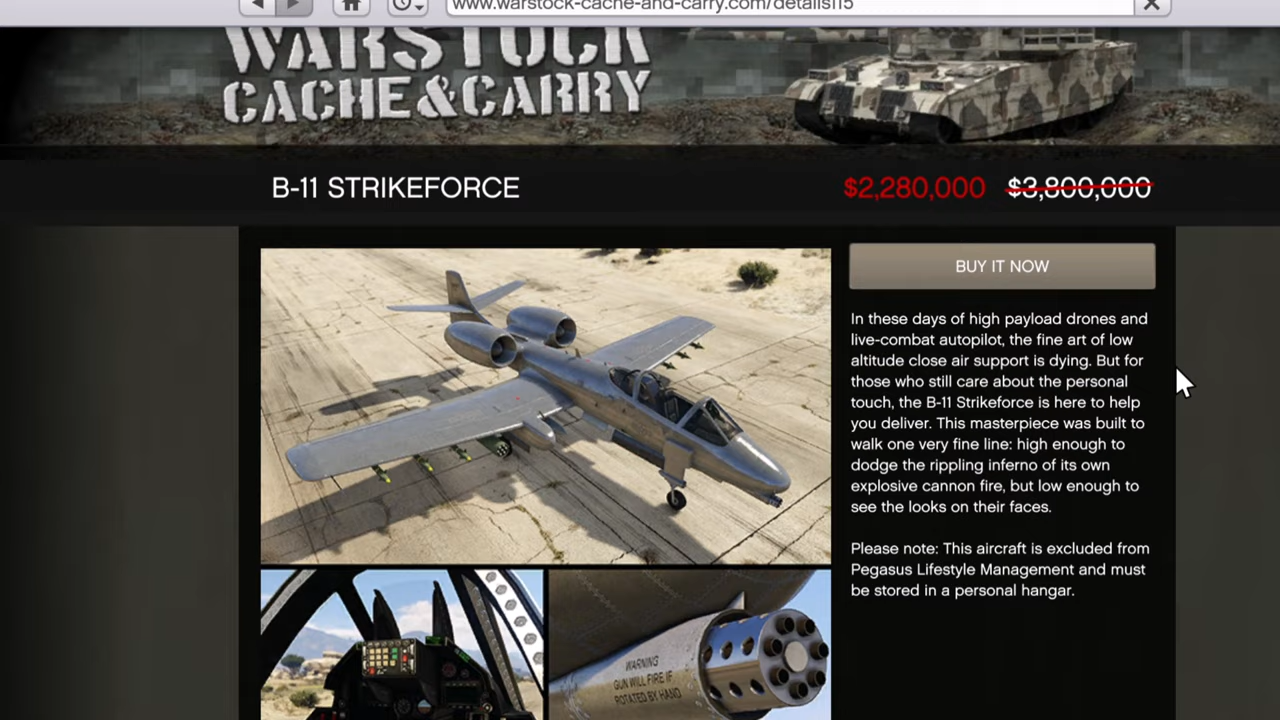 www.warstock-cache-and-carry.com/details115
WARSTOCK
CACHE&CARRY
B-11 STRIKEFORCE
$2,280,000 $3,800,000
BUY IT NOW
In these days of high payload drones and
live-combat autopilot, the fine art of low
altitude close air support is dying. But for
those who still care about the personal
touch, the B-11 Strikeforce is here to help
you deliver. This masterpiece was built to
walk one very fine line: high enough to
dodge the rippling inferno of its own
explosive cannon fire, but low enough to
see the looks on their faces.
Please note: This aircraft is excluded from
Pegasus Lifestyle Management and must
be stored in a personal hangar.
WARNING
GUN WILL FIRE IF
ROTATED BY HAND